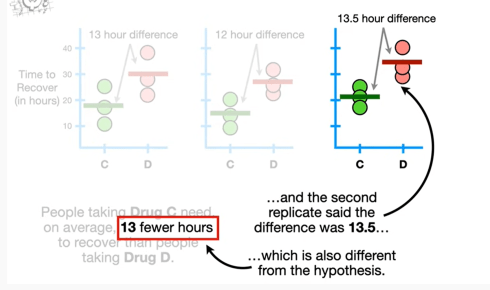 13.5 hour difference
13 hour difference
12 hour difference
40
30
20
10
Time to
Recover
(in hours)
C
D
C
D
C
D
People taking Drug C need,
on average, 13 fewer hours
to recover than people
taking Drug D.
…and the second
replicate said the
difference was 13.5…
…which is also different
from the hypothesis.